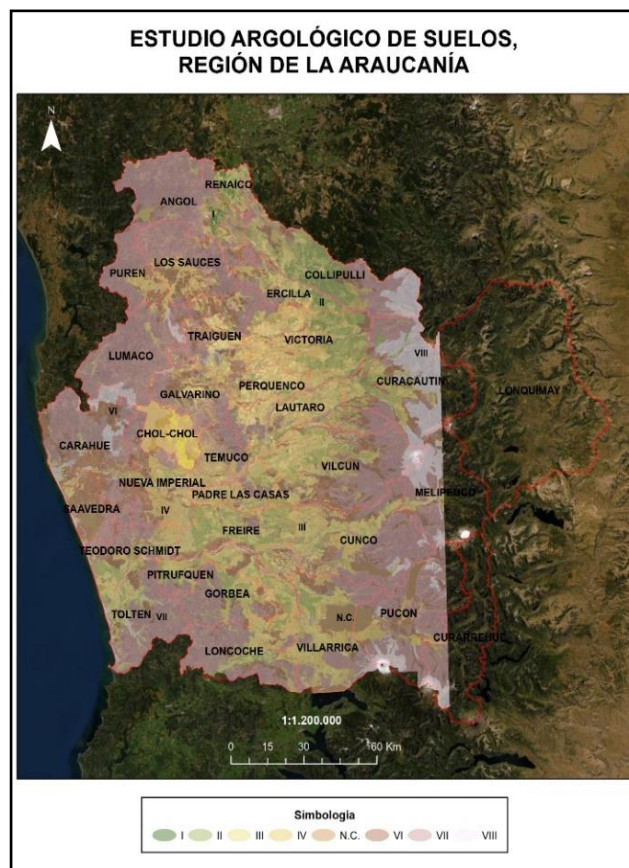 ESTUDIO ARGOLÓGICO DE SUELOS,
REGIÓN DE LA ARAUCANÍA
N
RENAICO
ANGOL
I
LOS SAUCES
PUREN
COLLIPULLI
ERCILLA
II
TRAIGUEN
VICTORIA
LUMACO
VIII
CURACAUTIN
PERQUENCO
LONQUIMAY
GALVARINO
LAUTARO
VI
CHOL-CHOL
CARAHUE
TEMUCO
VILCUN
NUEVA IMPERIAL
PADRE LAS CASAS
MELIPEUCO
SAAVEDRA
IV
FREIRE
III
CUNCO
TEODORO SCHMIDT
PITRUFQUEN
GORBEA
TOLTEN
VII
N.C.
PUCON
CURARREHUE
LONCOCHE
VILLARRICA
1:1.200.000
0 15 30 60 Km
Simbología
I II III IV N.C. VI VII VIII